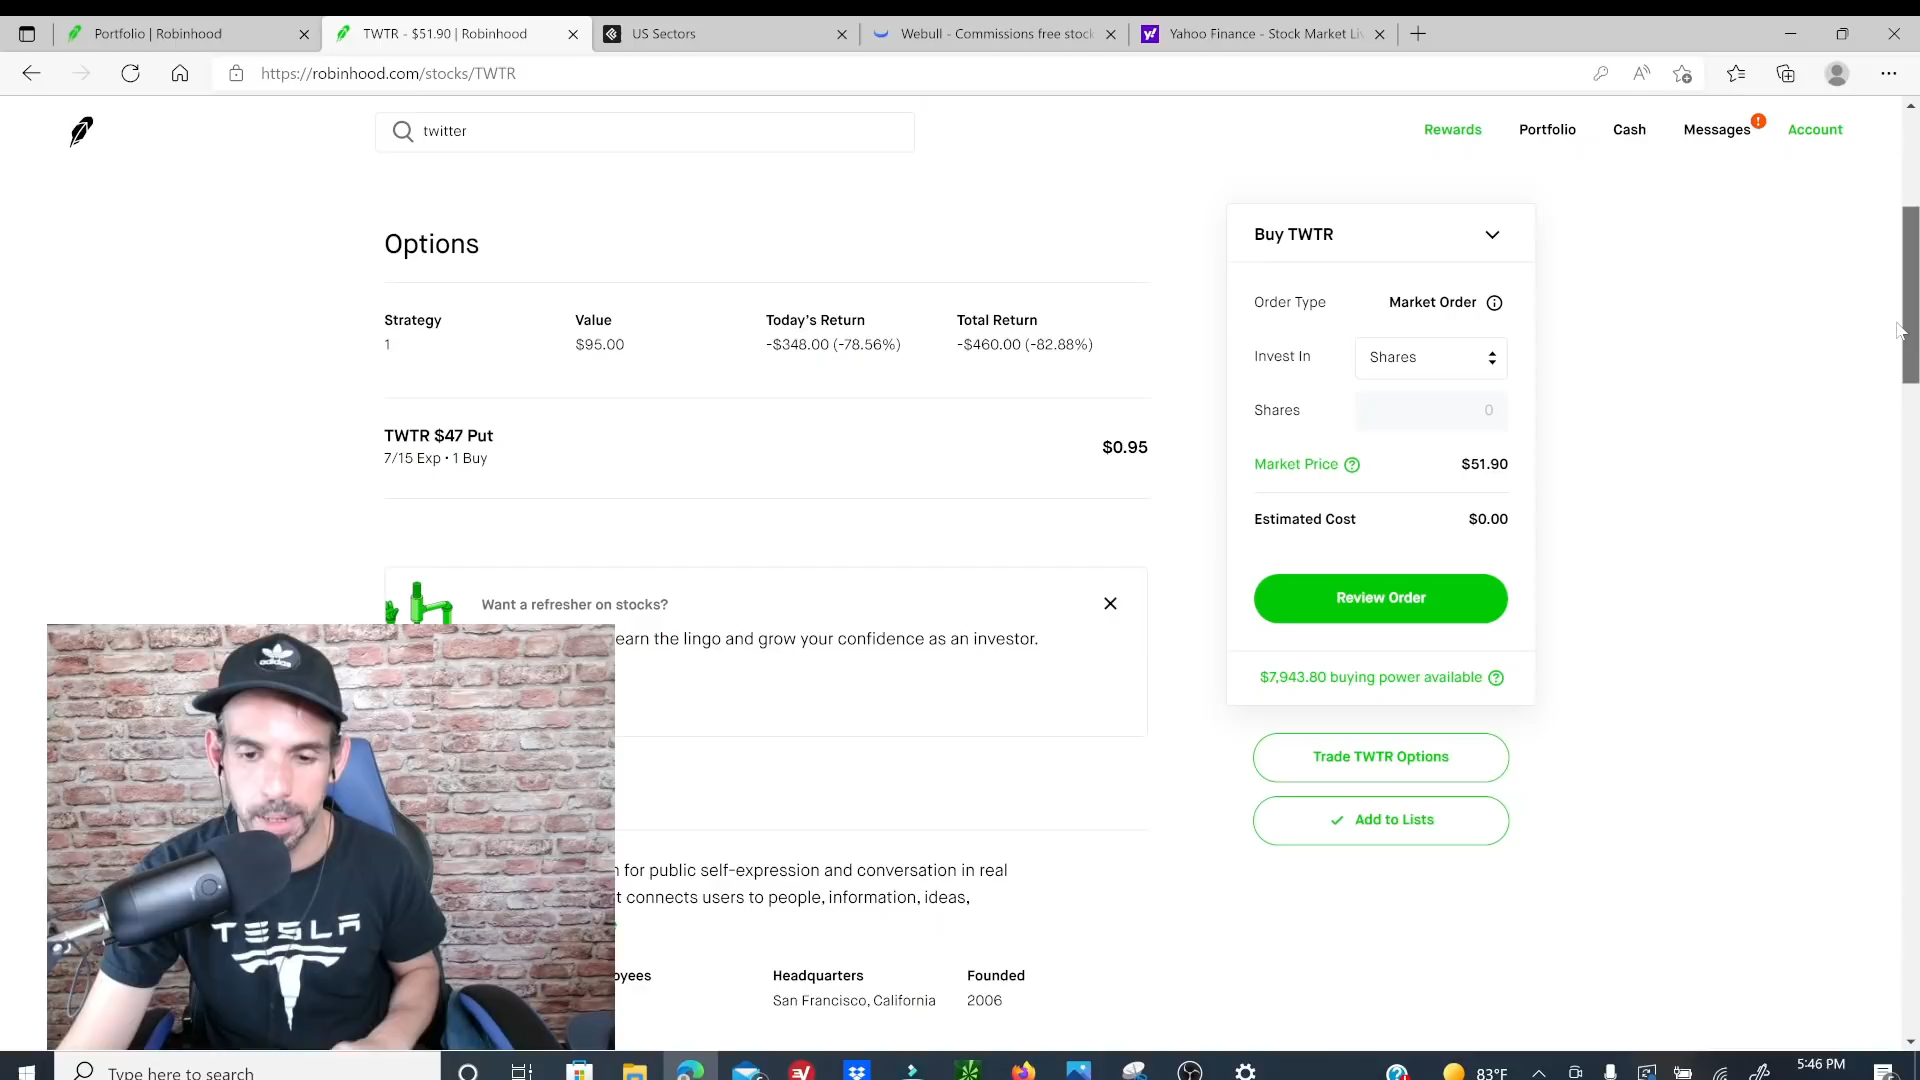 Portfolio | Robinhood
TWTR - $51.90 | Robinhood
US Sectors
Webull - Commissions free stock
Yahoo Finance - Stock Market Li
https://robinhood.com/stocks/TWTR
twitter
Rewards
Portfolio
Cash
Messages
!
Account
Options
Strategy Value Today's Return Total Return
1 $95.00 -$348.00 (-78.56%) -$460.00 (-82.88%)
TWTR $47 Put
7/15 Exp • 1 Buy
$0.95
Want a refresher on stocks?
earn the lingo and grow your confidence as an investor.
for public self-expression and conversation in real
t connects users to people, information, ideas,
oyees
Headquarters
San Francisco, California
Founded
2006
Buy TWTR
Order Type Market Order
Invest In Shares
Shares 0
Market Price ? $51.90
Estimated Cost $0.00
Review Order
$7,943.80 buying power available ?
Trade TWTR Options
Add to Lists
adidas
TESLA
Type here to search
83°F
5:46 PM